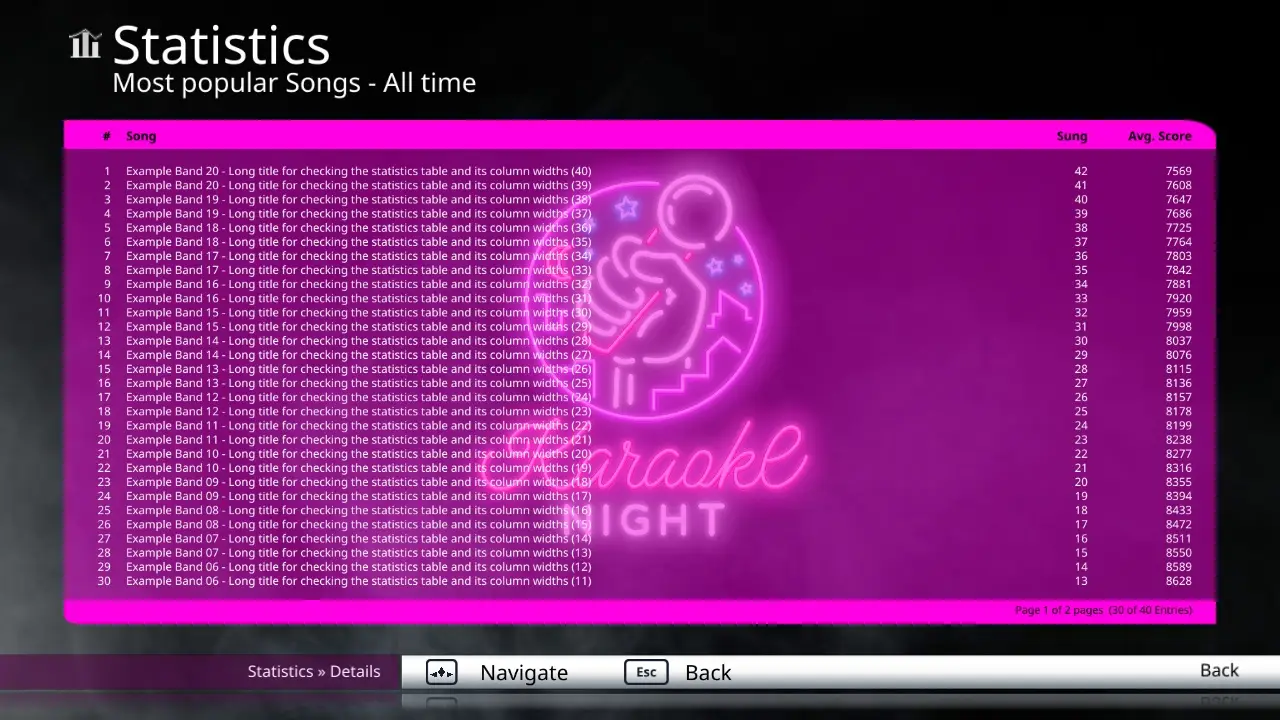 Statistics
Most popular Songs - All time
# Song Sung Avg. Score
1 Example Band 20 - Long title for checking the statistics table and its column widths (40) 42 7569
2 Example Band 20 - Long title for checking the statistics table and its column widths (39) 41 7608
3 Example Band 19 - Long title for checking the statistics table and its column widths (38) 40 7647
4 Example Band 19 - Long title for checking the statistics table and its column widths (37) 39 7686
5 Example Band 18 - Long title for checking the statistics table and its column widths (36) 38 7725
6 Example Band 18 - Long title for checking the statistics table and its column widths (35) 37 7764
7 Example Band 17 - Long title for checking the statistics table and its column widths (34) 36 7803
8 Example Band 17 - Long title for checking the statistics table and its column widths (33) 35 7842
9 Example Band 16 - Long title for checking the statistics table and its column widths (32) 34 7881
10 Example Band 16 - Long title for checking the statistics table and its column widths (31) 33 7920
11 Example Band 15 - Long title for checking the statistics table and its column widths (30) 32 7959
12 Example Band 15 - Long title for checking the statistics table and its column widths (29) 31 7998
13 Example Band 14 - Long title for checking the statistics table and its column widths (28) 30 8037
14 Example Band 14 - Long title for checking the statistics table and its column widths (27) 29 8076
15 Example Band 13 - Long title for checking the statistics table and its column widths (26) 28 8115
16 Example Band 13 - Long title for checking the statistics table and its column widths (25) 27 8136
17 Example Band 12 - Long title for checking the statistics table and its column widths (24) 26 8157
18 Example Band 12 - Long title for checking the statistics table and its column widths (23) 25 8178
19 Example Band 11 - Long title for checking the statistics table and its column widths (22) 24 8199
20 Example Band 11 - Long title for checking the statistics table and its column widths (21) 23 8238
21 Example Band 10 - Long title for checking the statistics table and its column widths (20) 22 8277
22 Example Band 10 - Long title for checking the statistics table and its column widths (19) 21 8316
23 Example Band 09 - Long title for checking the statistics table and its column widths (18) 20 8355
24 Example Band 09 - Long title for checking the statistics table and its column widths (17) 19 8394
25 Example Band 08 - Long title for checking the statistics table and its column widths (16) 18 8433
26 Example Band 08 - Long title for checking the statistics table and its column widths (15) 17 8472
27 Example Band 07 - Long title for checking the statistics table and its column widths (14) 16 8511
28 Example Band 07 - Long title for checking the statistics table and its column widths (13) 15 8550
29 Example Band 06 - Long title for checking the statistics table and its column widths (12) 14 8589
30 Example Band 06 - Long title for checking the statistics table and its column widths (11) 13 8628
Karaoke
NIGHT
Page 1 of 2 pages (30 of 40 Entries)
Statistics » Details Navigate Esc Back Back